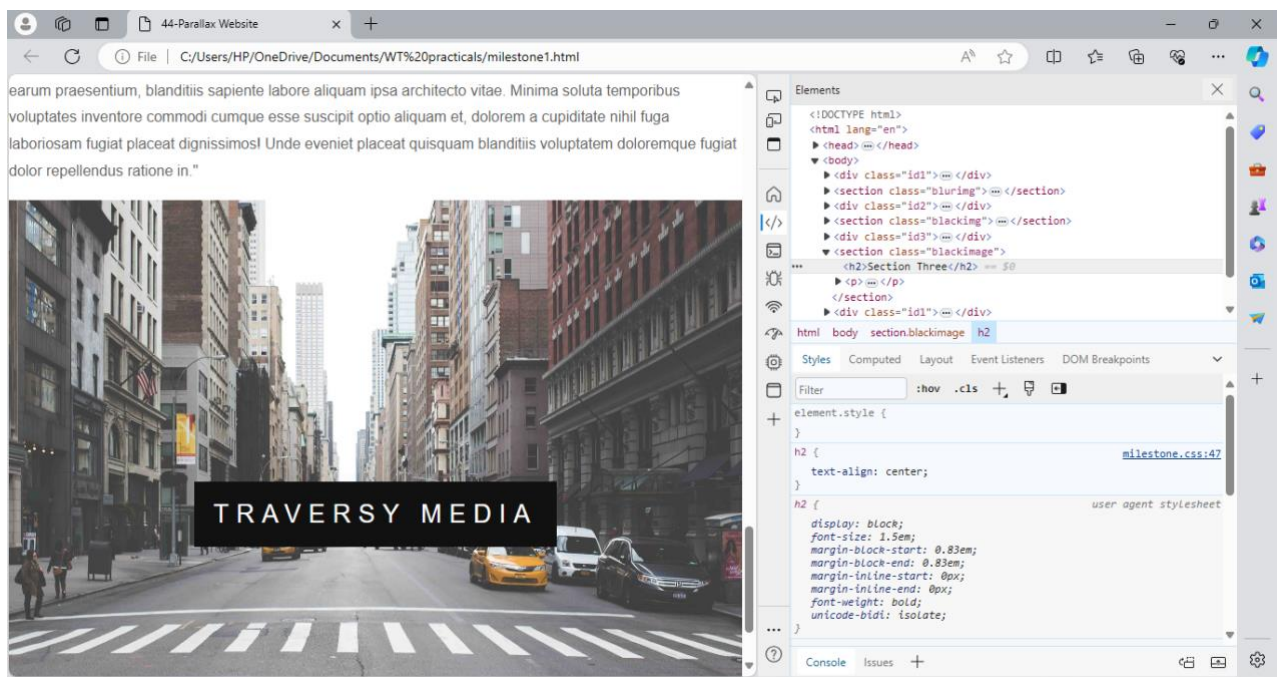 44-Parallax Website
File | C:/Users/HP/OneDrive/Documents/WT%20practicals/milestone1.html
earum praesentium, blanditiis sapiente labore aliquam ipsa architecto vitae. Minima soluta temporibus
voluptates inventore commodi cumque esse suscipit optio aliquam et, dolorem a cupiditate nihil fuga
laboriosam fugiat placeat dignissimos! Unde eveniet placeat quisquam blanditiis voluptatem doloremque fugiat
dolor repellendus ratione in."
TRAVERSY MEDIA
Elements
<!DOCTYPE html>
<html lang="en">
<head> ... </head>
<body>
<div class="id1"> ... </div>
<section class="blurimg"> ... </section>
<div class="id2"> ... </div>
<section class="blackimg"> ... </section>
<div class="id3"> ... </div>
<section class="blackimage">
... <h2>Section Three</h2> == $0
<p> ... </p>
</section>
<div class="id1"> ... </div>
html body section.blackimage h2
Styles Computed Layout Event Listeners DOM Breakpoints
Filter :hov .cls
element.style {
}
h2 { milestone.css:47
text-align: center;
}
h2 { user agent stylesheet
display: block;
font-size: 1.5em;
margin-block-start: 0.83em;
margin-block-end: 0.83em;
margin-inline-start: 0px;
margin-inline-end: 0px;
font-weight: bold;
unicode-bidi: isolate;
}
Console Issues